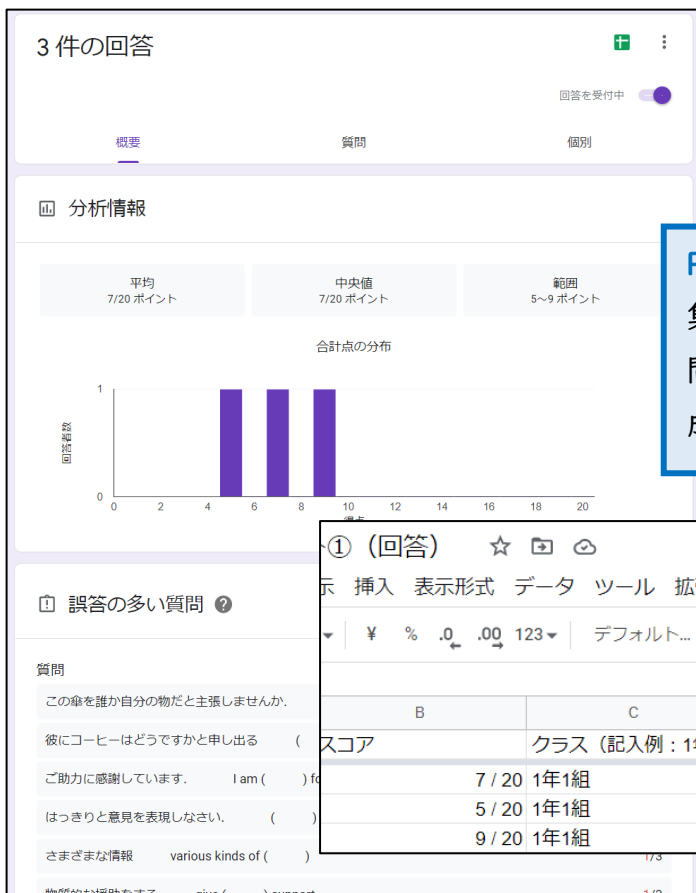 3 件の回答
回答を受付中
概要 質問 個別
分析情報
平均 中央値 範囲
7/20 ポイント 7/20 ポイント 5～9 ポイント
合計点の分布
回答者数
1
0
0 2 4 6 8 10 12 14 16 18 20
誤答の多い質問
質問
この傘を誰か自分の物だと主張しませんか.
彼にコーヒーはどうですかと申し出る (
ご助力に感謝しています. I am ( ) fo
はっきりと意見を表現しなさい. ( )
さまざまな情報 various kinds of ( ) 1/3
① (回答)
示 挿入 表示形式 データ ツール 拡
¥ % .0 .00 123 デフォルト...
B C
スコア クラス（記入例：1
7 / 20 1年1組
5 / 20 1年1組
9 / 20 1年1組